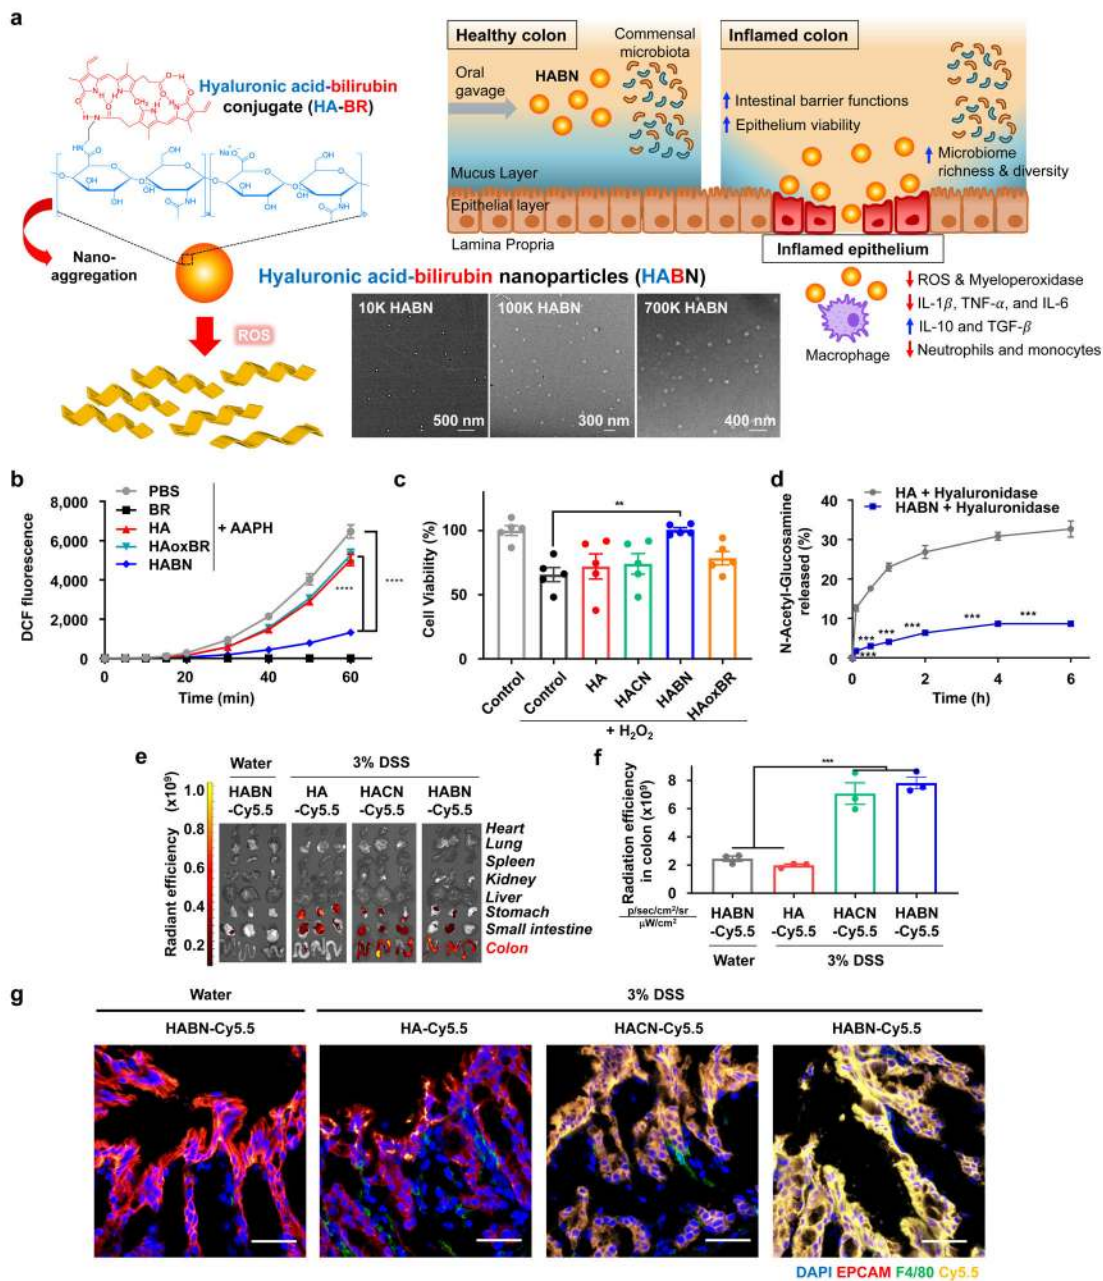 a
Hyaluronic acid-bilirubin
conjugate (HA-BR)
Nano-
aggregation
ROS
Healthy colon
Oral
gavage
HABN
Commensal
microbiota
Mucus Layer
Epithelial layer
Lamina Propria
Inflamed colon
Intestinal barrier functions
Epithelium viability
Microbiome
richness & diversity
Inflamed epithelium
Macrophage
ROS & Myeloperoxidase
IL-1β, TNF-α, and IL-6
IL-10 and TGF-β
Neutrophils and monocytes
Hyaluronic acid-bilirubin nanoparticles (HABN)
10K HABN
500 nm
100K HABN
300 nm
700K HABN
400 nm
b
DCF fluorescence
8,000
6,000
4,000
2,000
0
0 20 40 60
Time (min)
PBS
BR
HA
HAoxBR
HABN
+ AAPH
****
****
c
Cell Viability (%)
100
50
0
**
Control
Control
HA
HACN
HABN
HAoxBR
+ H₂O₂
d
N-Acetyl-Glucosamine
released (%)
40
30
20
10
0
0 2 4 6
Time (h)
HA + Hyaluronidase
HABN + Hyaluronidase
***
***
***
***
***
***
e
Radiant efficiency (x10⁹)
1.0
0.8
0.6
0.4
0.2
Water
3% DSS
HABN
-Cy5.5
HA
-Cy5.5
HACN
-Cy5.5
HABN
-Cy5.5
Heart
Lung
Spleen
Kidney
Liver
Stomach
Small intestine
Colon
f
Radiation efficiency
in colon (x10⁹)
8
6
4
2
0
***
p/sec/cm²/sr
μW/cm²
HABN
-Cy5.5
HA
-Cy5.5
HACN
-Cy5.5
HABN
-Cy5.5
Water
3% DSS
g
Water
3% DSS
HABN-Cy5.5
HA-Cy5.5
HACN-Cy5.5
HABN-Cy5.5
DAPI EPCAM F4/80 Cy5.5